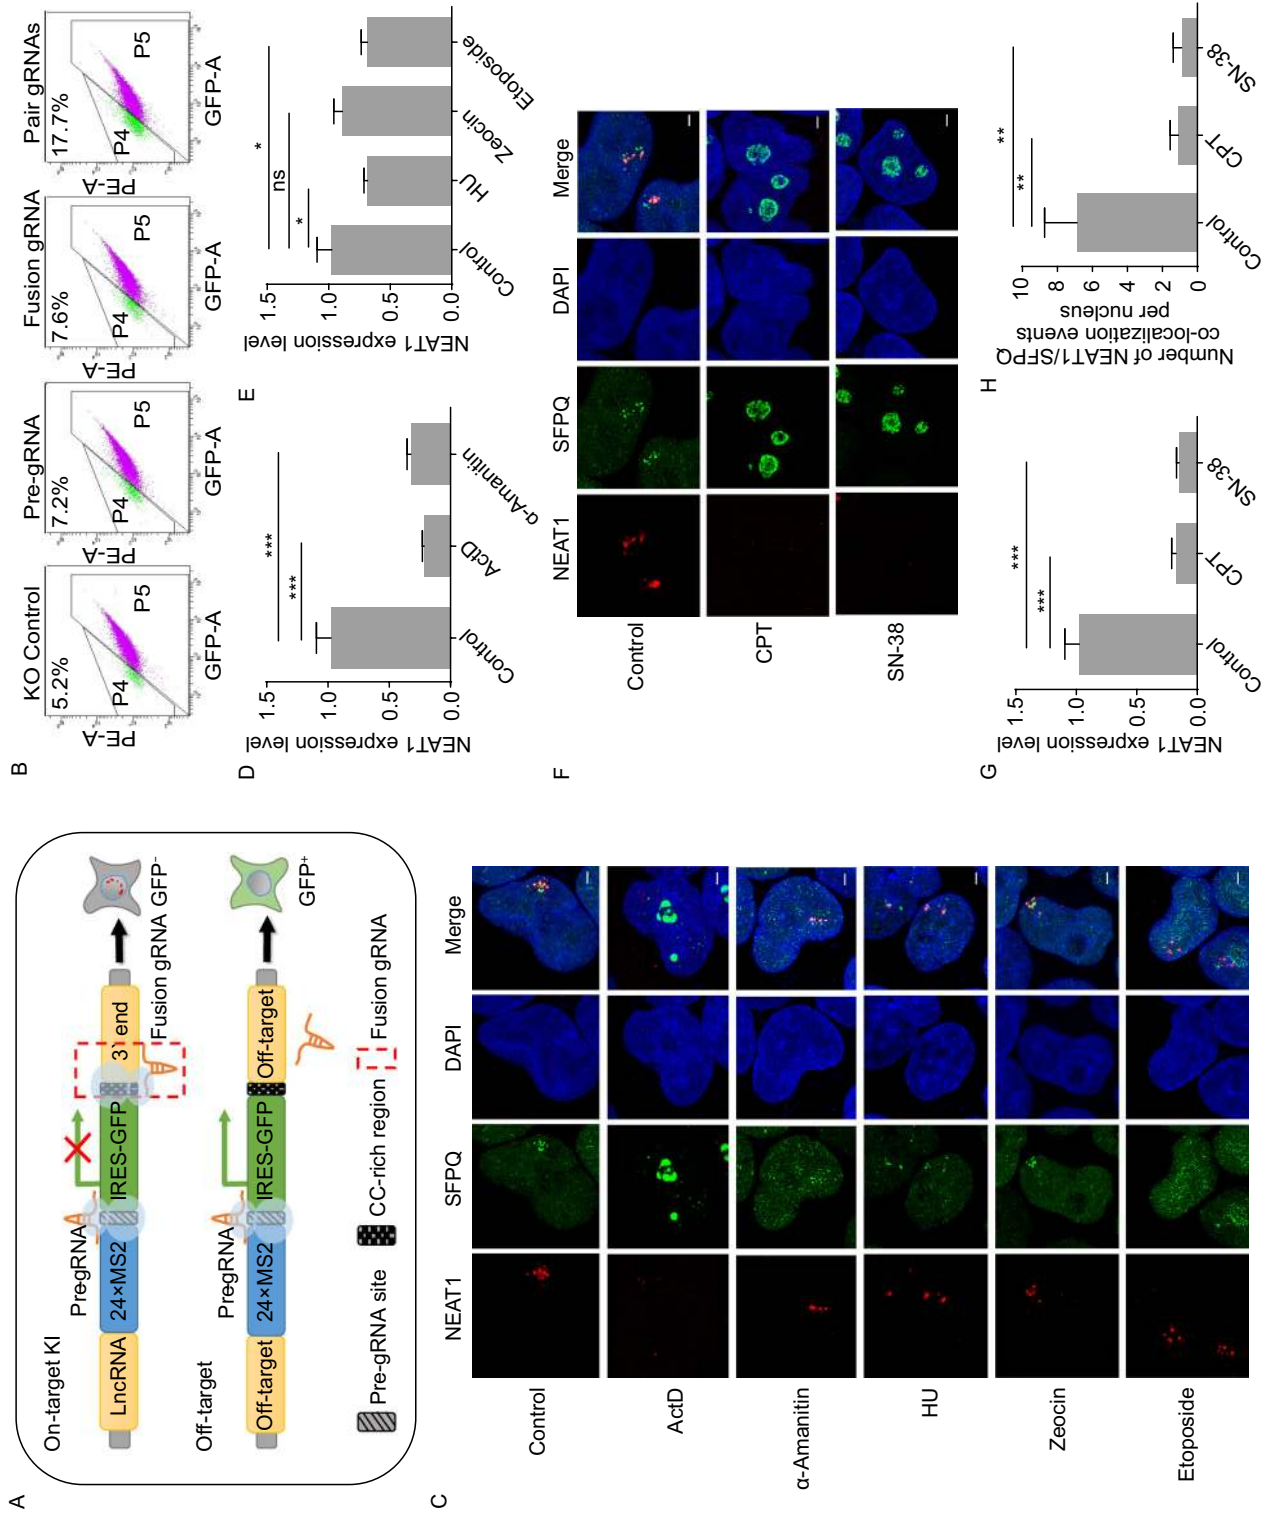 A
On-target KI
Pre-gRNA
LncRNA
24×MS2
IRES-GFP
3' end
Fusion gRNA
GFP-
Off-target
Pre-gRNA
Off-target
24×MS2
IRES-GFP
Off-target
GFP+
Pre-gRNA site
CC-rich region
Fusion gRNA
B
KO Control
Pre-gRNA
Fusion gRNA
Pair gRNAs
5.2%
7.2%
7.6%
17.7%
P4
P5
P4
P5
P4
P5
P4
P5
PE-A
PE-A
PE-A
PE-A
GFP-A
GFP-A
GFP-A
GFP-A
C
NEAT1
SFPQ
DAPI
Merge
Control
ActD
α-Amanitin
HU
Zeocin
Etoposide
D
NEAT1 expression level
1.5
1.0
0.5
0.0
***
***
Control
ActD
α-Amanitin
E
NEAT1 expression level
1.5
1.0
0.5
0.0
*
ns
*
Control
HU
Zeocin
Etoposide
F
NEAT1
SFPQ
DAPI
Merge
Control
CPT
SN-38
G
NEAT1 expression level
1.5
1.0
0.5
0.0
***
***
Control
CPT
SN-38
H
Number of NEAT1/SFPQ
co-localization events
per nucleus
10
8
6
4
2
0
**
**
Control
CPT
SN-38